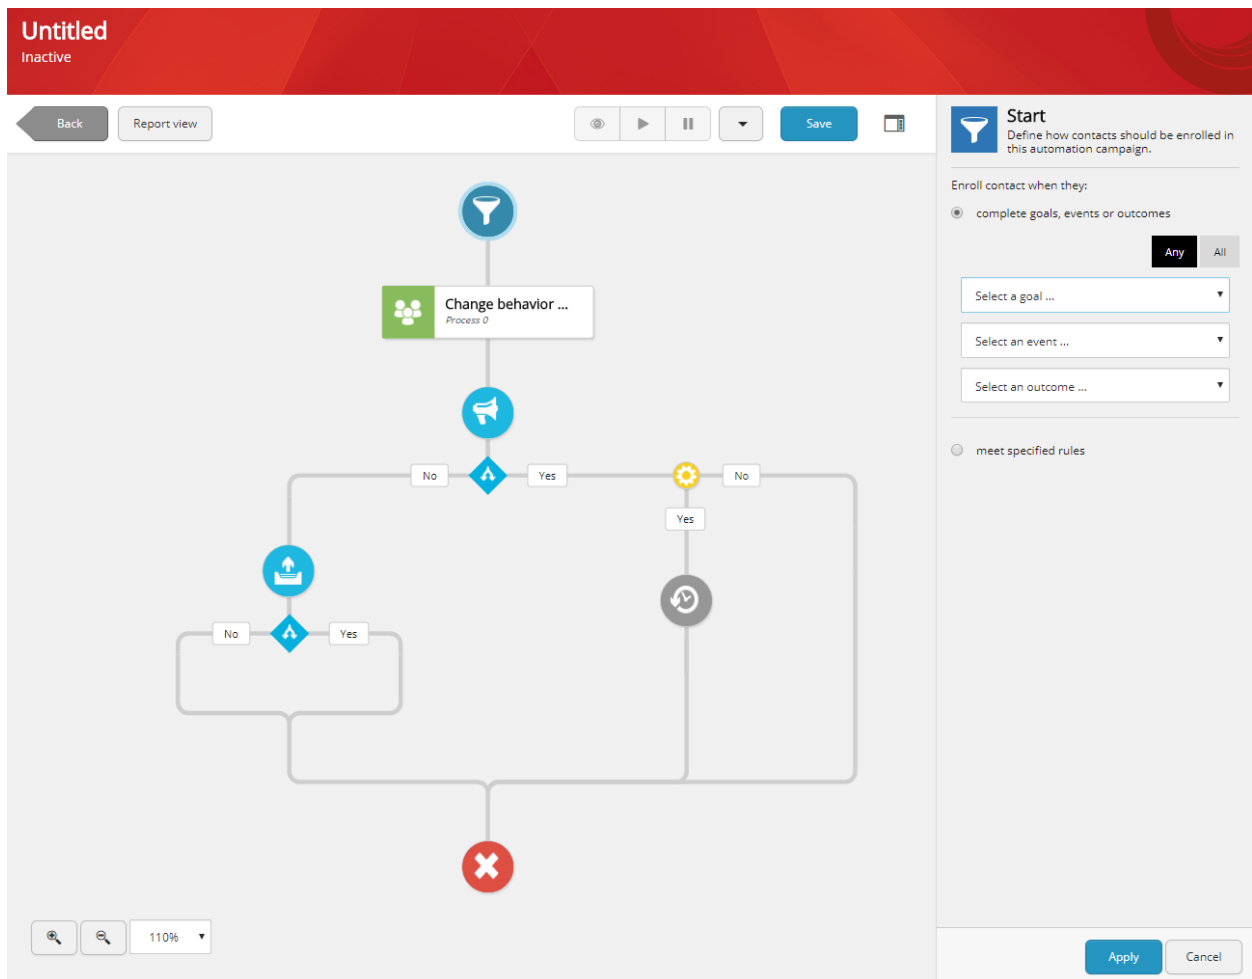 Untitled
Inactive
Back
Report view
Save
Start
Define how contacts should be enrolled in
this automation campaign.
Enroll contact when they:
complete goals, events or outcomes
Any
All
Select a goal ...
Select an event ...
Select an outcome ...
meet specified rules
Change behavior ...
Process 0
No
Yes
No
Yes
No
Yes
110%
Apply
Cancel